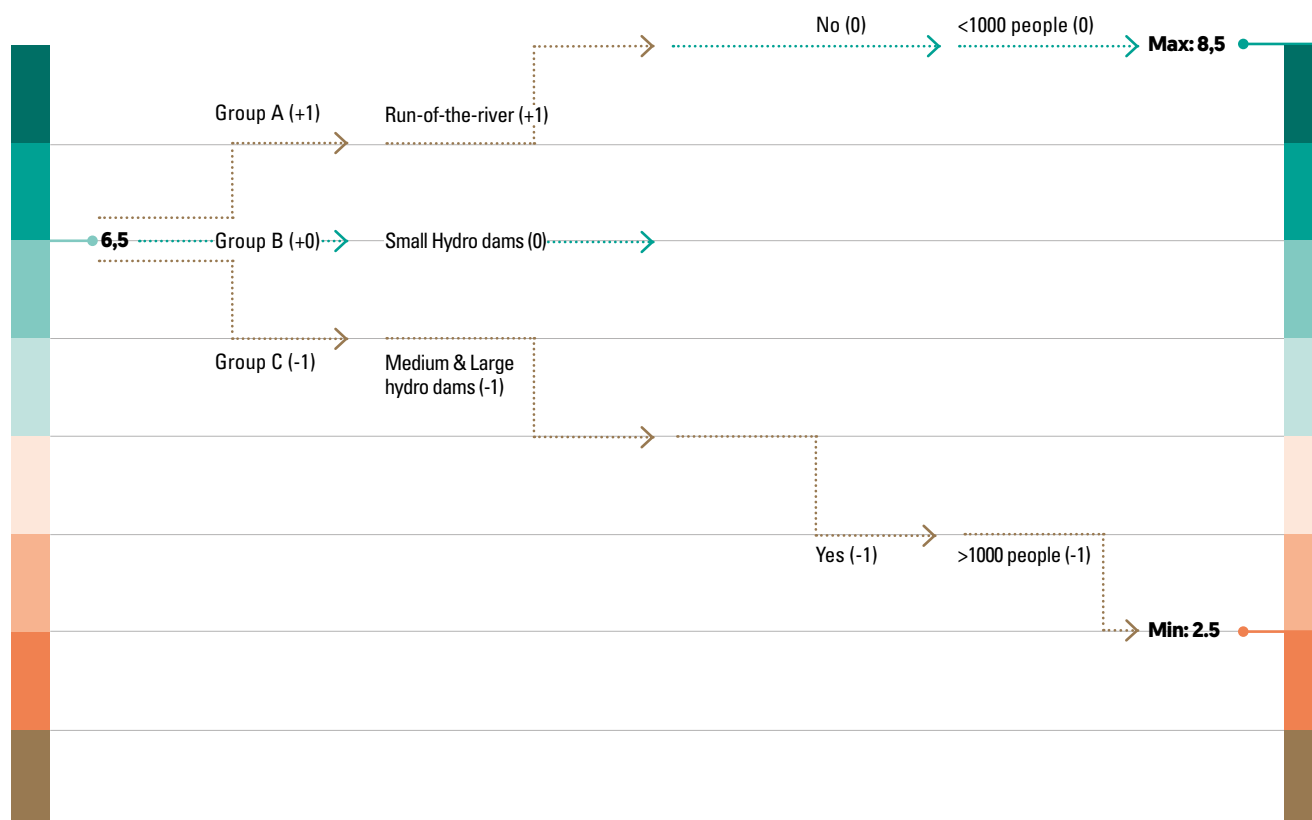 No (0)
<1000 people (0)
Max: 8,5
Group A (+1)
Run-of-the-river (+1)
6,5
Group B (+0)
Small Hydro dams (0)
Group C (-1)
Medium & Large
hydro dams (-1)
Yes (-1)
>1000 people (-1)
Min: 2.5